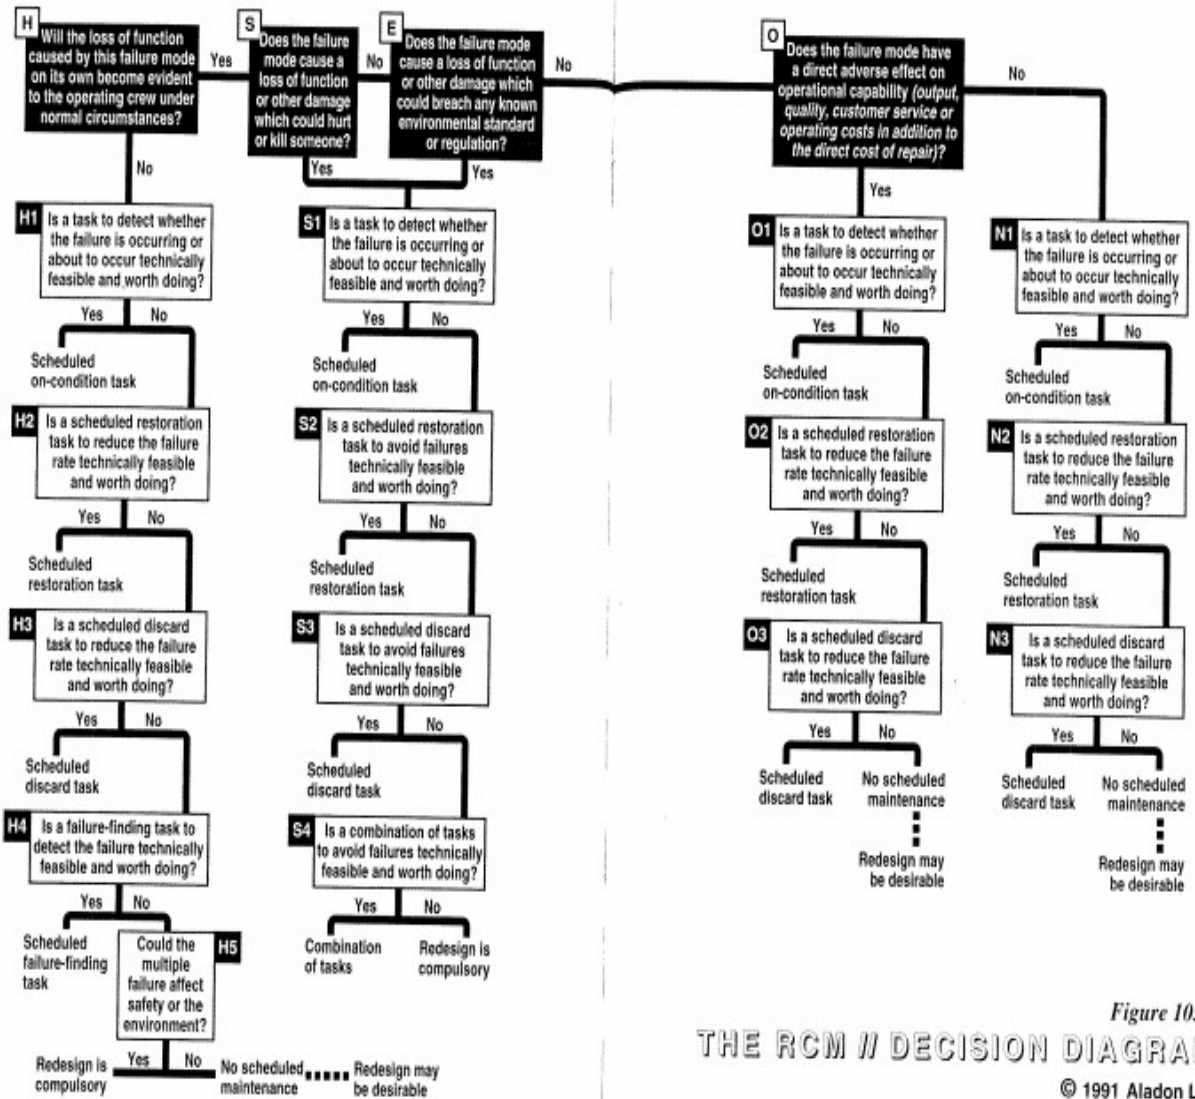 H
Will the loss of function
caused by this failure mode
on its own become evident
to the operating crew under
normal circumstances?
Yes
S
Does the failure
mode cause a
loss of function
or other damage
which could hurt
or kill someone?
No
E
Does the failure mode
cause a loss of function
or other damage which
could breach any known
environmental standard
or regulation?
No
O
Does the failure mode have
a direct adverse effect on
operational capability (output,
quality, customer service or
operating costs in addition to
the direct cost of repair)?
No
No
Yes
Yes
Yes
H1
Is a task to detect whether
the failure is occurring or
about to occur technically
feasible and worth doing?
Yes
No
Scheduled
on-condition task
H2
Is a scheduled restoration
task to reduce the failure
rate technically feasible
and worth doing?
Yes
No
Scheduled
restoration task
H3
Is a scheduled discard
task to reduce the failure
rate technically feasible
and worth doing?
Yes
No
Scheduled
discard task
H4
Is a failure-finding task to
detect the failure technically
feasible and worth doing?
Yes
No
Scheduled
failure-finding
task
Could the
multiple
failure affect
safety or the
environment?
H5
Redesign is
compulsory
Yes
No
No scheduled
maintenance
Redesign may
be desirable
S1
Is a task to detect whether
the failure is occurring or
about to occur technically
feasible and worth doing?
Yes
No
Scheduled
on-condition task
S2
Is a scheduled restoration
task to avoid failures
technically feasible
and worth doing?
Yes
No
Scheduled
restoration task
S3
Is a scheduled discard
task to avoid failures
technically feasible
and worth doing?
Yes
No
Scheduled
discard task
S4
Is a combination of tasks
to avoid failures technically
feasible and worth doing?
Yes
No
Combination
of tasks
Redesign is
compulsory
O1
Is a task to detect whether
the failure is occurring or
about to occur technically
feasible and worth doing?
Yes
No
Scheduled
on-condition task
O2
Is a scheduled restoration
task to reduce the failure
rate technically feasible
and worth doing?
Yes
No
Scheduled
restoration task
O3
Is a scheduled discard
task to reduce the failure
rate technically feasible
and worth doing?
Yes
No
Scheduled
discard task
No scheduled
maintenance
Redesign may
be desirable
N1
Is a task to detect whether
the failure is occurring or
about to occur technically
feasible and worth doing?
Yes
No
Scheduled
on-condition task
N2
Is a scheduled restoration
task to reduce the failure
rate technically feasible
and worth doing?
Yes
No
Scheduled
restoration task
N3
Is a scheduled discard
task to reduce the failure
rate technically feasible
and worth doing?
Yes
No
Scheduled
discard task
No scheduled
maintenance
Redesign may
be desirable
Figure 10.
THE RCM II DECISION DIAGRA
© 1991 Aladon L